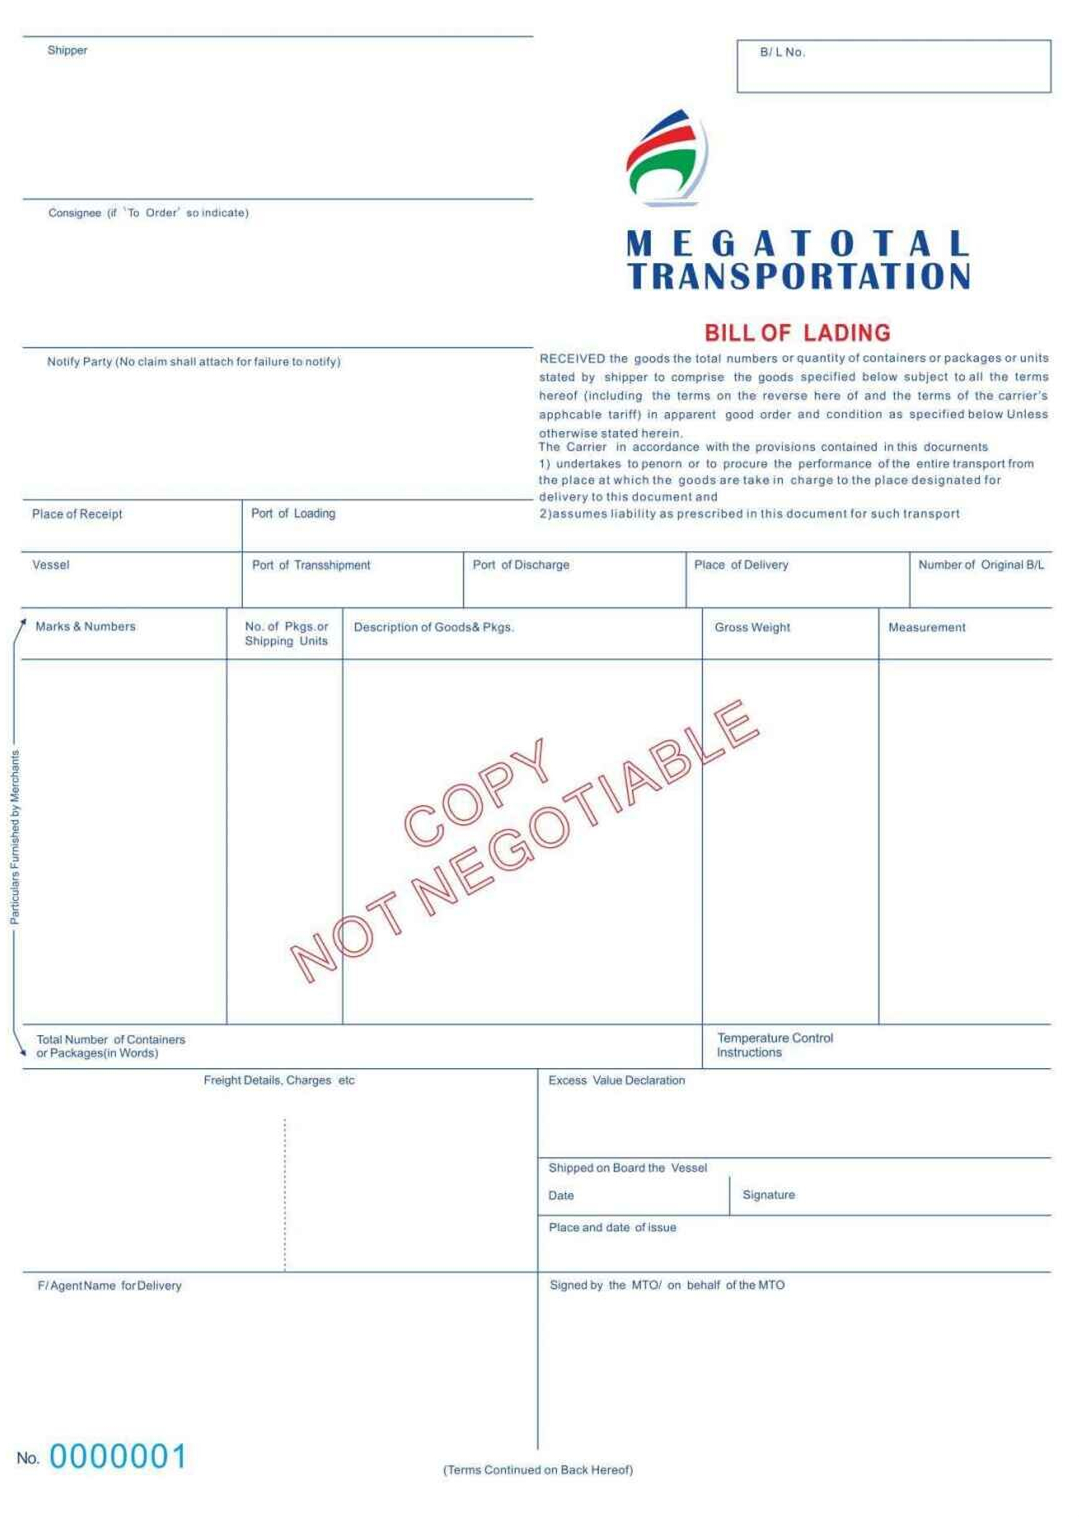 Shipper
B/L No.
Consignee (if 'To Order' so indicate)
MEGATOTAL
TRANSPORTATION
BILL OF LADING
Notify Party (No claim shall attach for failure to notify)
RECEIVED the goods the total numbers or quantity of containers or packages or units
stated by shipper to comprise the goods specified below subject to all the terms
hereof (including the terms on the reverse here of and the terms of the carrier's
apphcable tariff) in apparent good order and condition as specified below Unless
otherwise stated herein.
The Carrier in accordance with the provisions contained in this documents
1) undertakes to penorn or to procure the performance of the entire transport from
the place at which the goods are take in charge to the place designated for
delivery to this document and
2)assumes liability as prescribed in this document for such transport
Place of Receipt
Port of Loading
Vessel
Port of Transshipment
Port of Discharge
Place of Delivery
Number of Original B/L
Marks & Numbers
No. of Pkgs.or
Shipping Units
Description of Goods& Pkgs.
Gross Weight
Measurement
Particulars Furnished by Merchants
COPY
NOT NEGOTIABLE
Total Number of Containers
or Packages(in Words)
Temperature Control
Instructions
Freight Details, Charges etc
Excess Value Declaration
Shipped on Board the Vessel
Date
Signature
Place and date of issue
F/Agent Name for Delivery
Signed by the MTO/ on behalf of the MTO
No. 0000001
(Terms Continued on Back Hereof)